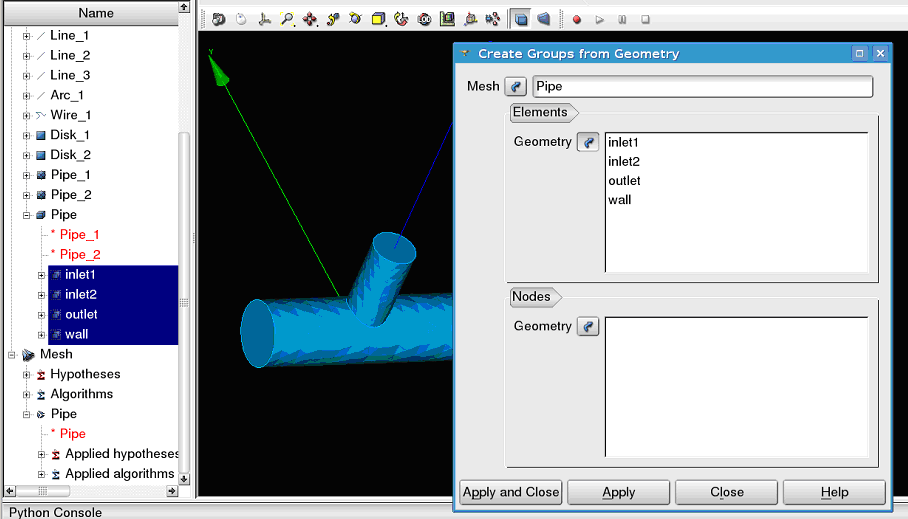 Name
Line_1
Line_2
Line_3
Arc_1
Wire_1
Disk_1
Disk_2
Pipe_1
Pipe_2
Pipe
* Pipe_1
* Pipe_2
inlet1
inlet2
outlet
wall
Mesh
Hypotheses
Algorithms
Pipe
* Pipe
Applied hypotheses
Applied algorithms
Python Console
Y
Create Groups from Geometry
Mesh
Pipe
Elements
Geometry
inlet1
inlet2
outlet
wall
Nodes
Geometry
Apply and Close
Apply
Close
Help